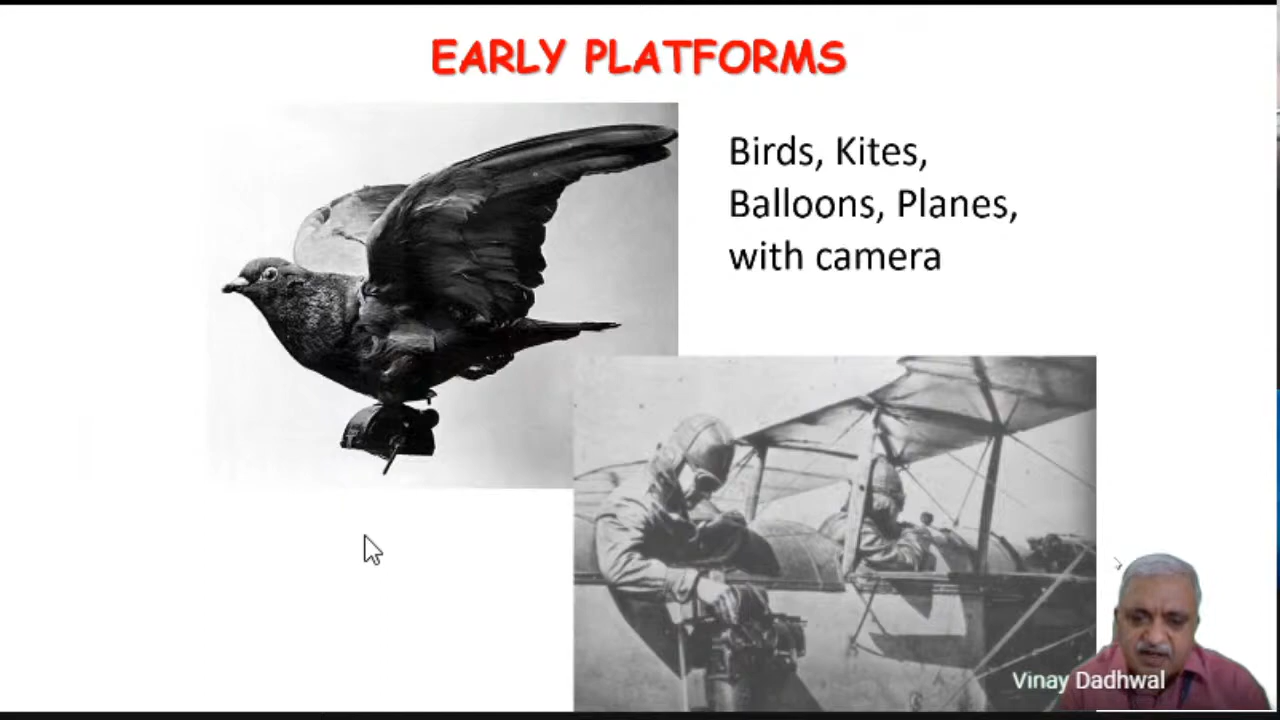 EARLY PLATFORMS
Birds, Kites,
Balloons, Planes,
with camera
Vinay Dadhwal